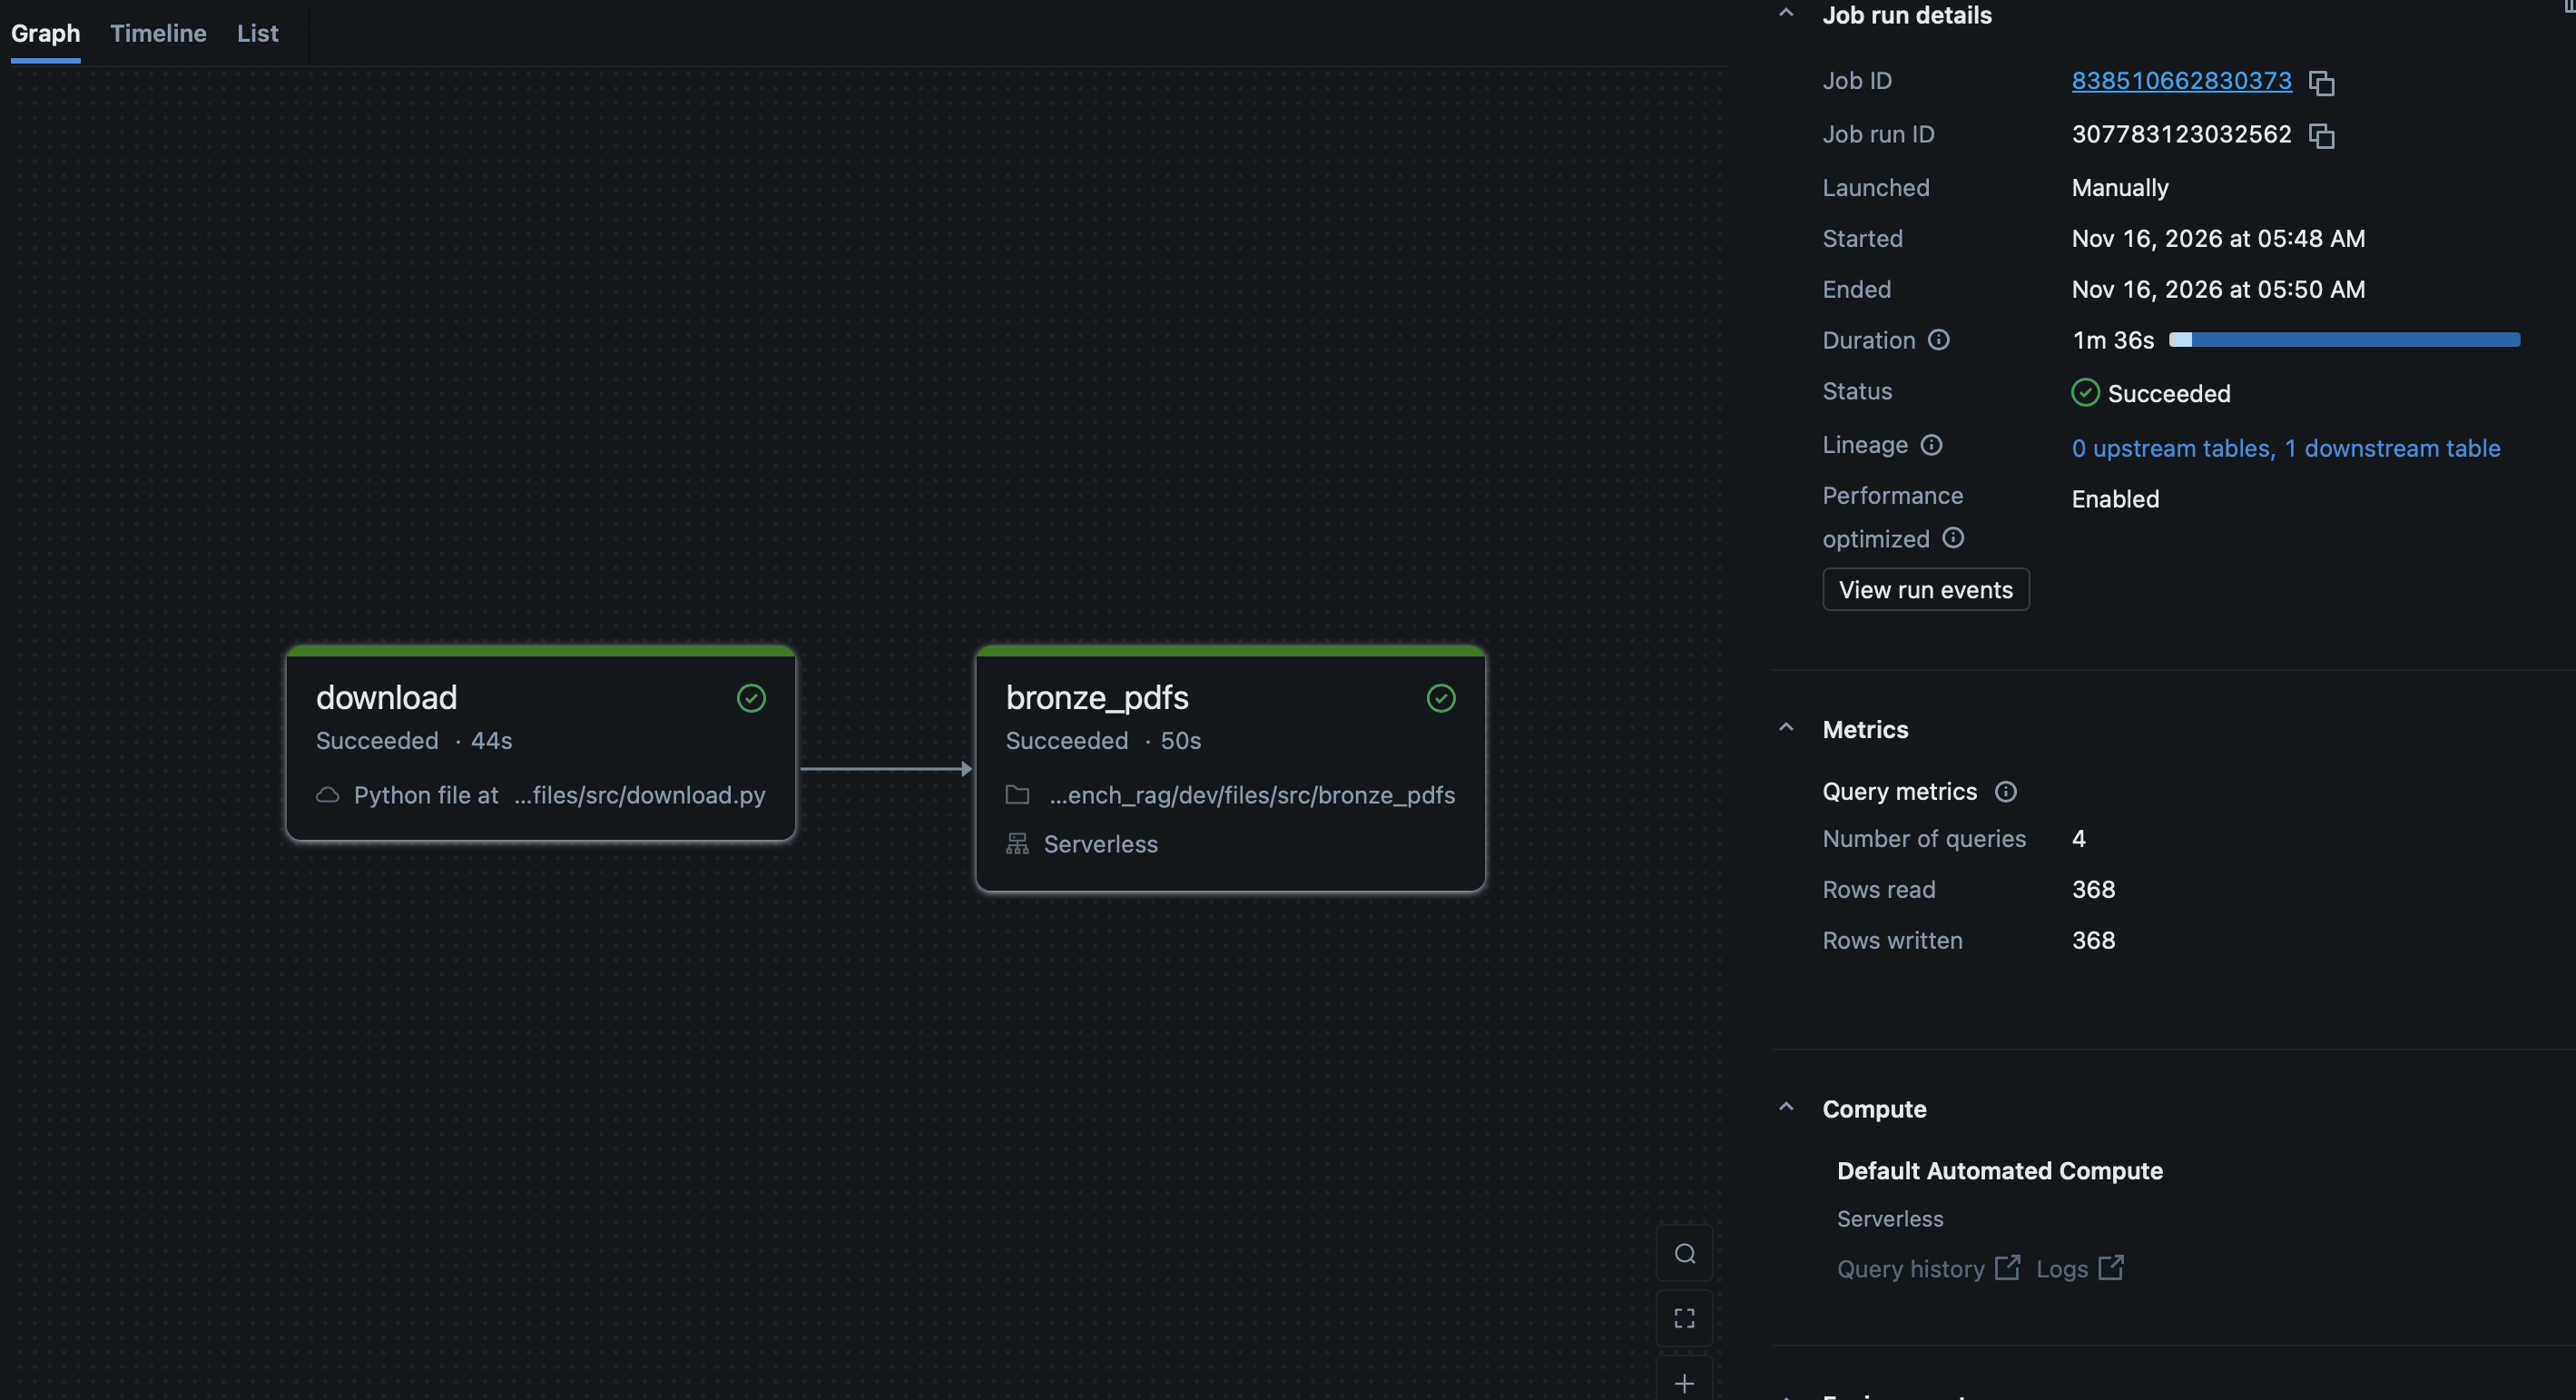 Graph Timeline List
download
Succeeded · 44s
Python file at ...files/src/download.py
bronze_pdfs
Succeeded · 50s
...ench_rag/dev/files/src/bronze_pdfs
Serverless
Job run details
Job ID 838510662830373
Job run ID 307783123032562
Launched Manually
Started Nov 16, 2026 at 05:48 AM
Ended Nov 16, 2026 at 05:50 AM
Duration 1m 36s
Status Succeeded
Lineage 0 upstream tables, 1 downstream table
Performance Enabled
optimized
View run events
Metrics
Query metrics
Number of queries 4
Rows read 368
Rows written 368
Compute
Default Automated Compute
Serverless
Query history Logs